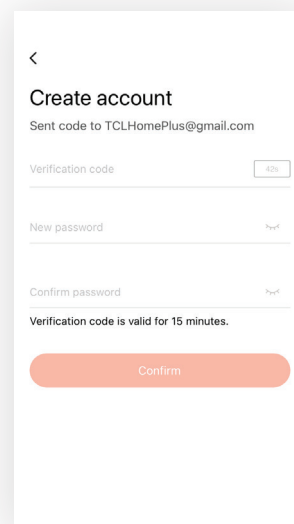 Create account
Sent code to TCLHomePlus@gmail.com
Verification code
42s
New password
Confirm password
Verification code is valid for 15 minutes.
Confirm